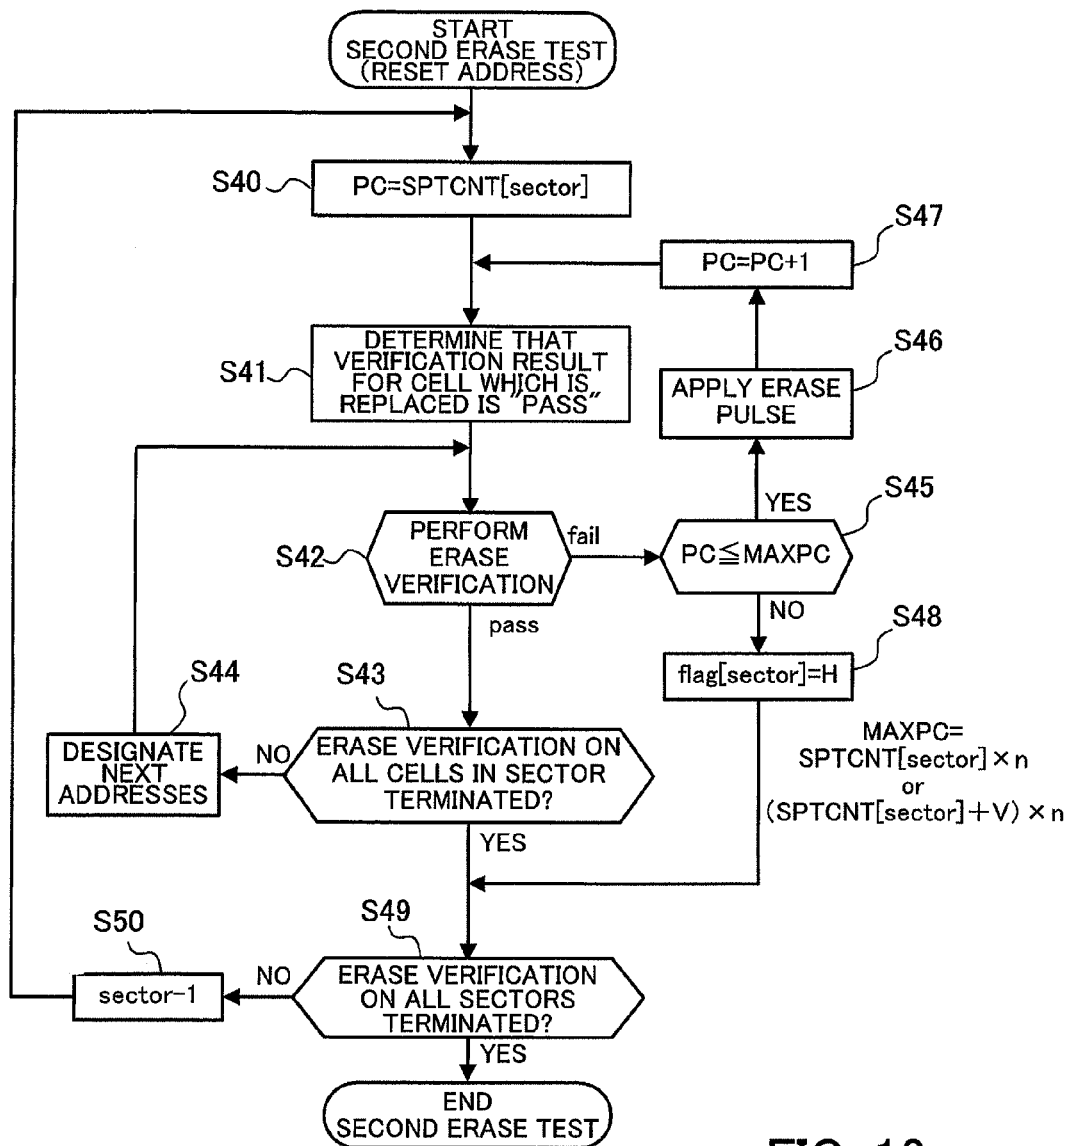 START
SECOND ERASE TEST
(RESET ADDRESS)
S40
PC=SPTCNT[sector]
S47
PC=PC+1
S41
DETERMINE THAT
VERIFICATION RESULT
FOR CELL WHICH IS
REPLACED IS "PASS"
S46
APPLY ERASE
PULSE
YES
S45
S42
PERFORM
ERASE
VERIFICATION
fail
PC≦MAXPC
pass
NO
S48
flag[sector]=H
S44
S43
DESIGNATE
NEXT
ADDRESSES
NO
ERASE VERIFICATION ON
ALL CELLS IN SECTOR
TERMINATED?
MAXPC=
SPTCNT[sector]×n
or
(SPTCNT[sector]+V)×n
YES
S50
S49
sector-1
NO
ERASE VERIFICATION
ON ALL SECTORS
TERMINATED?
YES
END
SECOND ERASE TEST